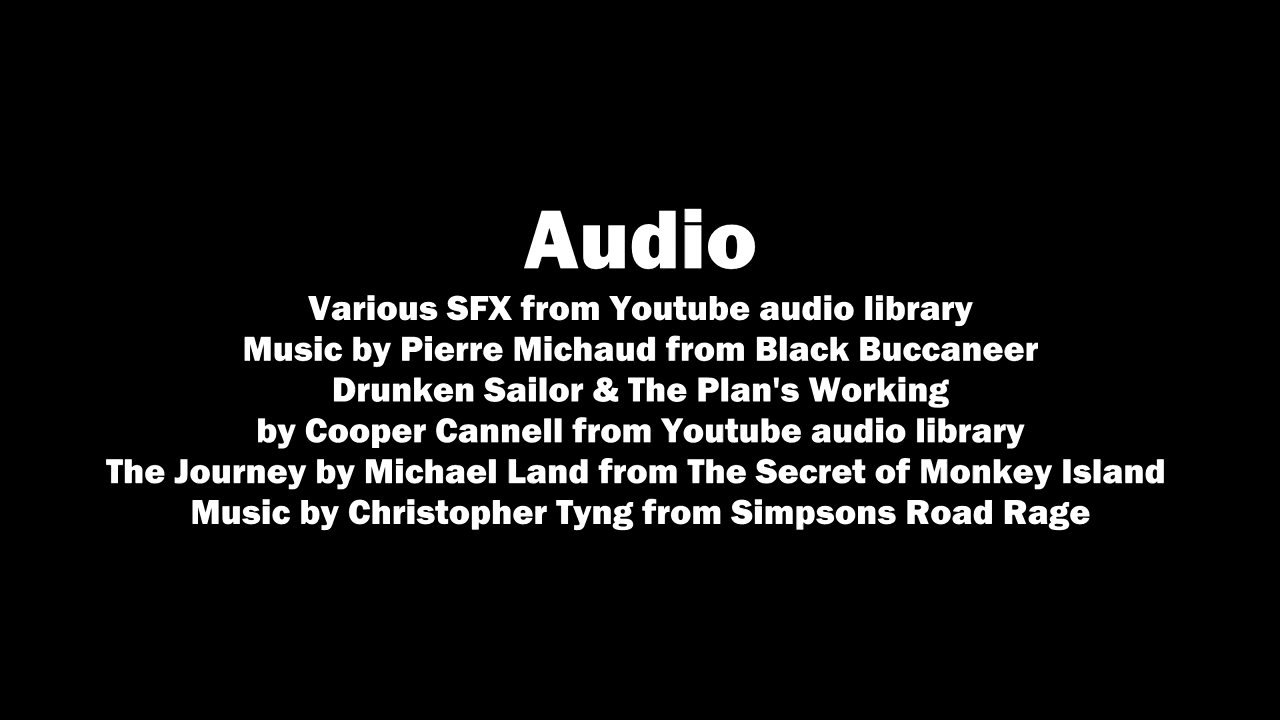 Audio
Various SFX from Youtube audio library
Music by Pierre Michaud from Black Buccaneer
Drunken Sailor & The Plan's Working
by Cooper Cannell from Youtube audio library
The Journey by Michael Land from The Secret of Monkey Island
Music by Christopher Tyng from Simpsons Road Rage